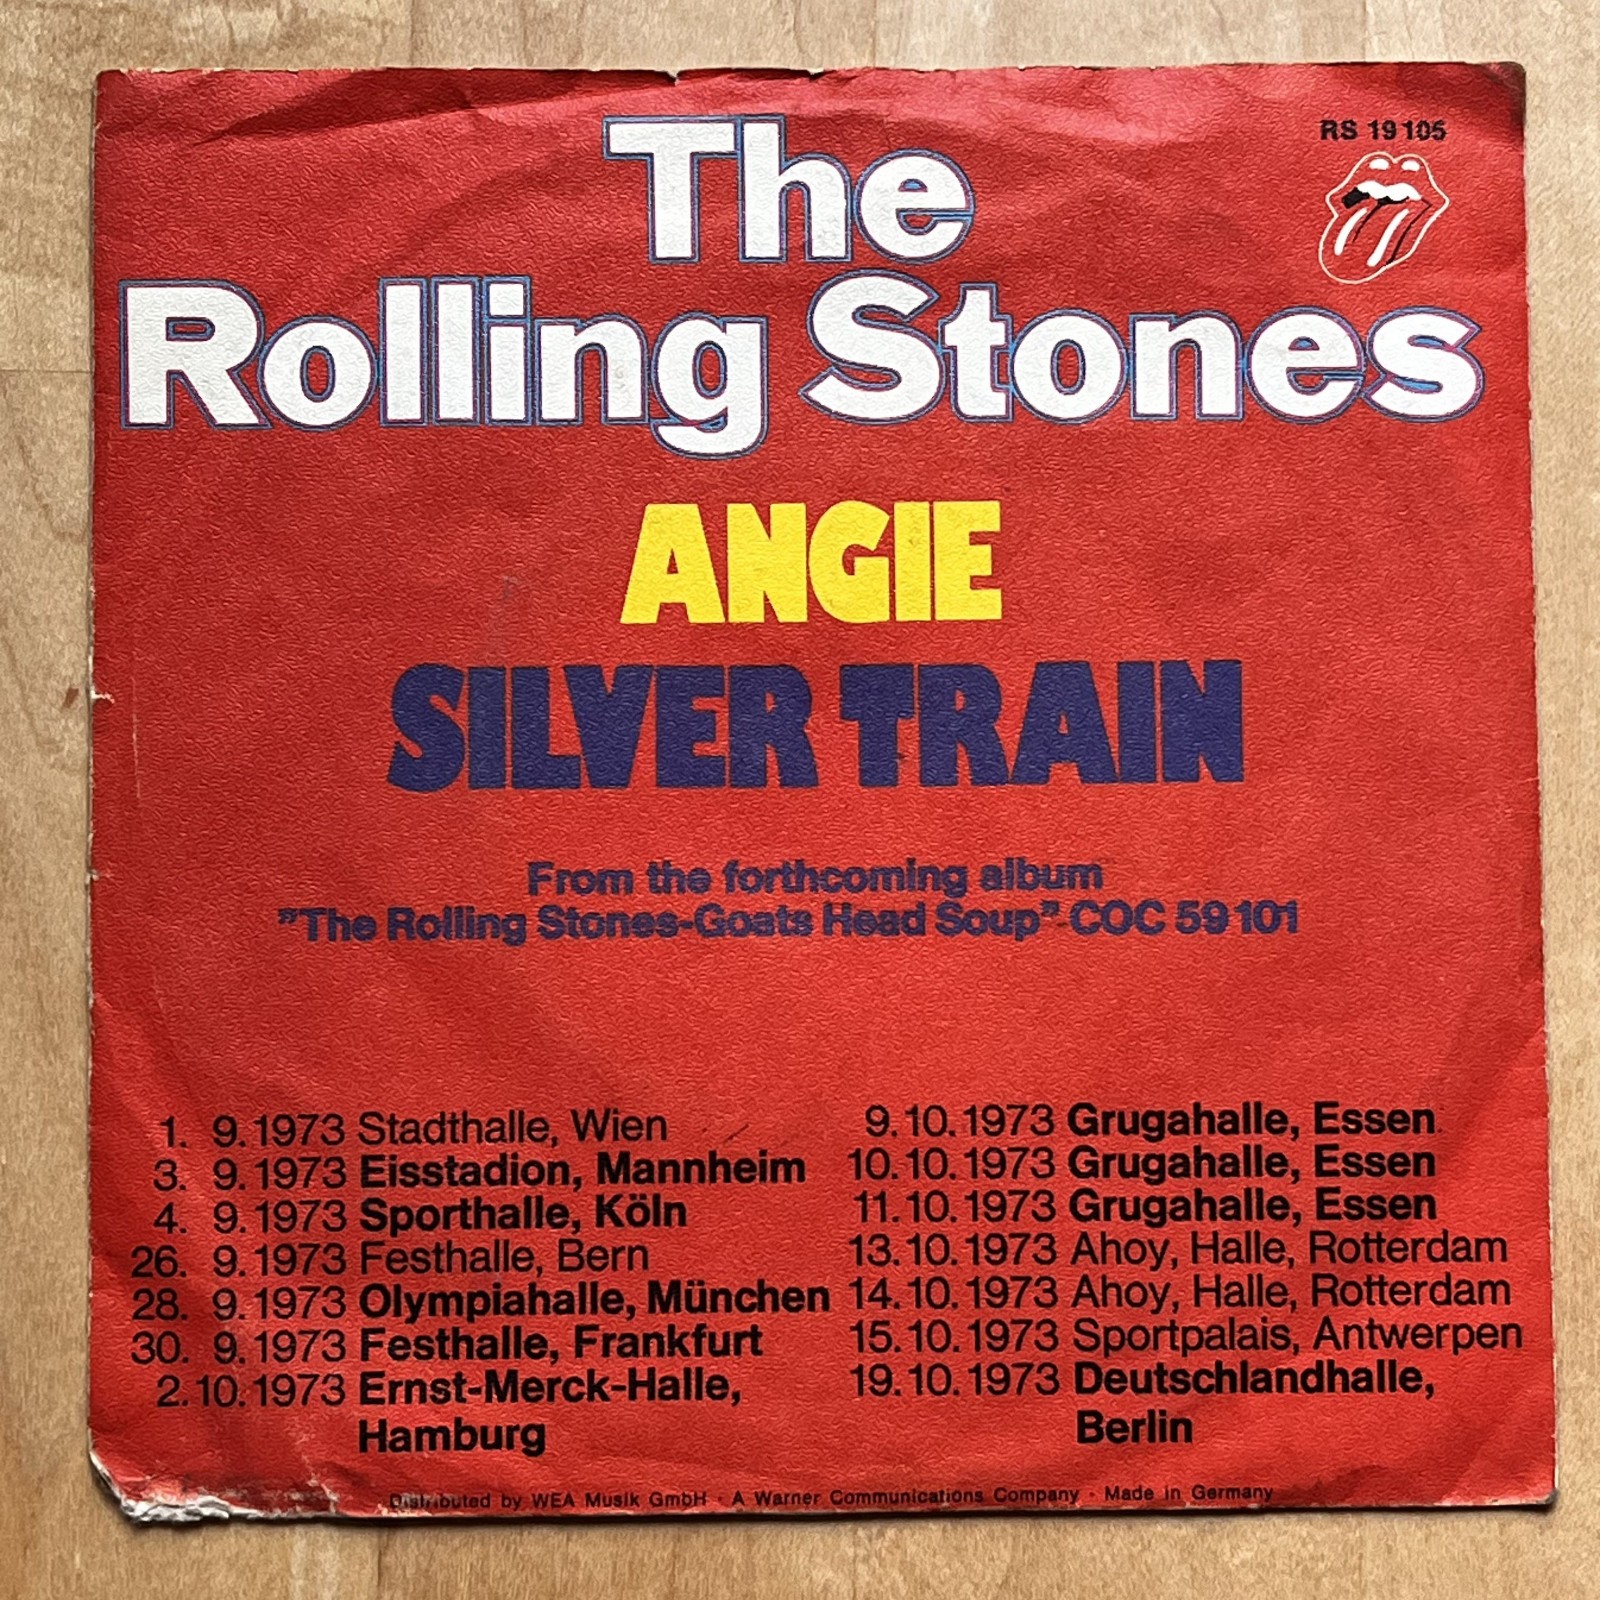 RS 19 105
The
Rolling Stones
ANGIE
SILVER TRAIN
From the forthcoming album
"The Rolling Stones-Goats Head Soup" COC 59 101
1. 9. 1973 Stadthalle, Wien
3. 9. 1973 Eisstadion, Mannheim
4. 9. 1973 Sporthalle, Köln
26. 9. 1973 Festhalle, Bern
28. 9. 1973 Olympiahalle, München
30. 9. 1973 Festhalle, Frankfurt
2. 10. 1973 Ernst-Merck-Halle,
Hamburg
9. 10. 1973 Grugahalle, Essen
10. 10. 1973 Grugahalle, Essen
11. 10. 1973 Grugahalle, Essen
13. 10. 1973 Ahoy, Halle, Rotterdam
14. 10. 1973 Ahoy, Halle, Rotterdam
15. 10. 1973 Sportpalais, Antwerpen
19. 10. 1973 Deutschlandhalle,
Berlin
Distributed by WEA Musik GmbH · A Warner Communications Company · Made in Germany